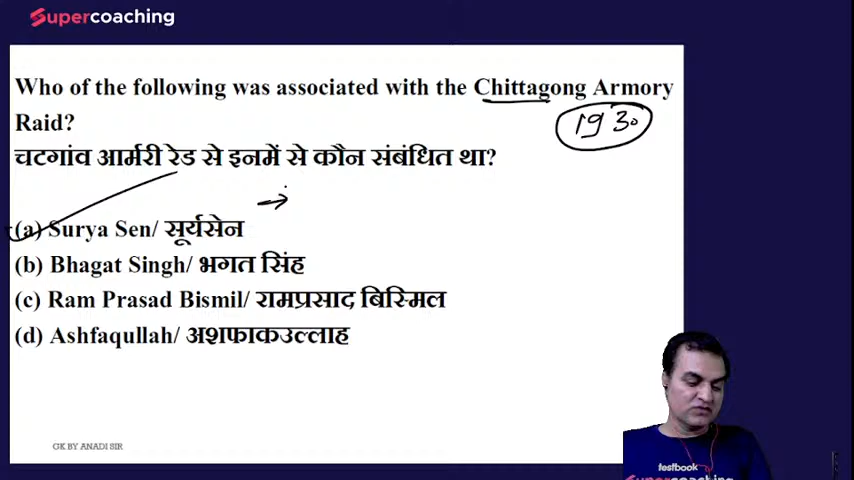 Supercoaching
Who of the following was associated with the Chittagong Armory
Raid?
1930
चटगांव आर्मरी रेड से इनमें से कौन संबंधित था?
(a) Surya Sen/ सूर्यसेन
(b) Bhagat Singh/ भगत सिंह
(c) Ram Prasad Bismil/ रामप्रसाद बिस्मिल
(d) Ashfaqullah/ अशफाकउल्लाह
GK BY ANADI SIR
testbook
Supercoaching